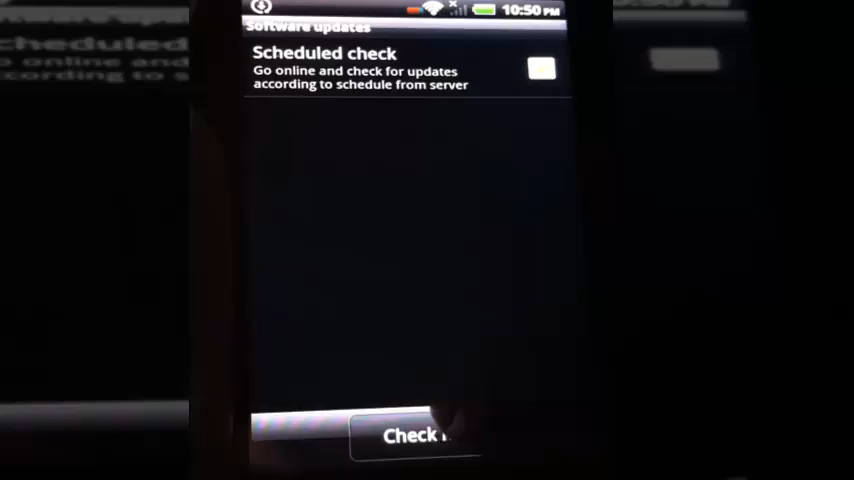 10:50 PM
Software updates
Scheduled check
Go online and check for updates
according to schedule from server
Check